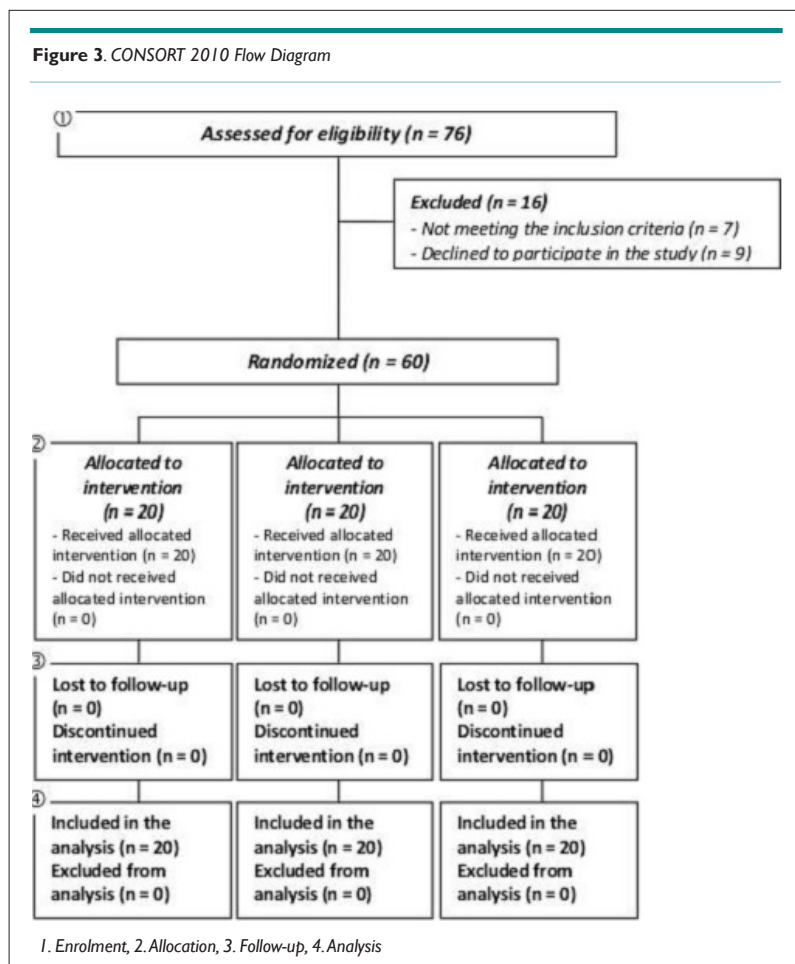 Figure 3. CONSORT 2010 Flow Diagram
①
Assessed for eligibility (n = 76)
Excluded (n = 16)
- Not meeting the inclusion criteria (n = 7)
- Declined to participate in the study (n = 9)
Randomized (n = 60)
②
Allocated to
intervention
(n = 20)
- Received allocated
intervention (n = 20)
- Did not received
allocated intervention
(n = 0)
Allocated to
intervention
(n = 20)
- Received allocated
intervention (n = 20)
- Did not received
allocated intervention
(n = 0)
Allocated to
intervention
(n = 20)
- Received allocated
intervention (n = 20)
- Did not received
allocated intervention
(n = 0)
③
Lost to follow-up
(n = 0)
Discontinued
intervention (n = 0)
Lost to follow-up
(n = 0)
Discontinued
intervention (n = 0)
Lost to follow-up
(n = 0)
Discontinued
intervention (n = 0)
④
Included in the
analysis (n = 20)
Excluded from
analysis (n = 0)
Included in the
analysis (n = 20)
Excluded from
analysis (n = 0)
Included in the
analysis (n = 20)
Excluded from
analysis (n = 0)
1. Enrolment, 2. Allocation, 3. Follow-up, 4. Analysis